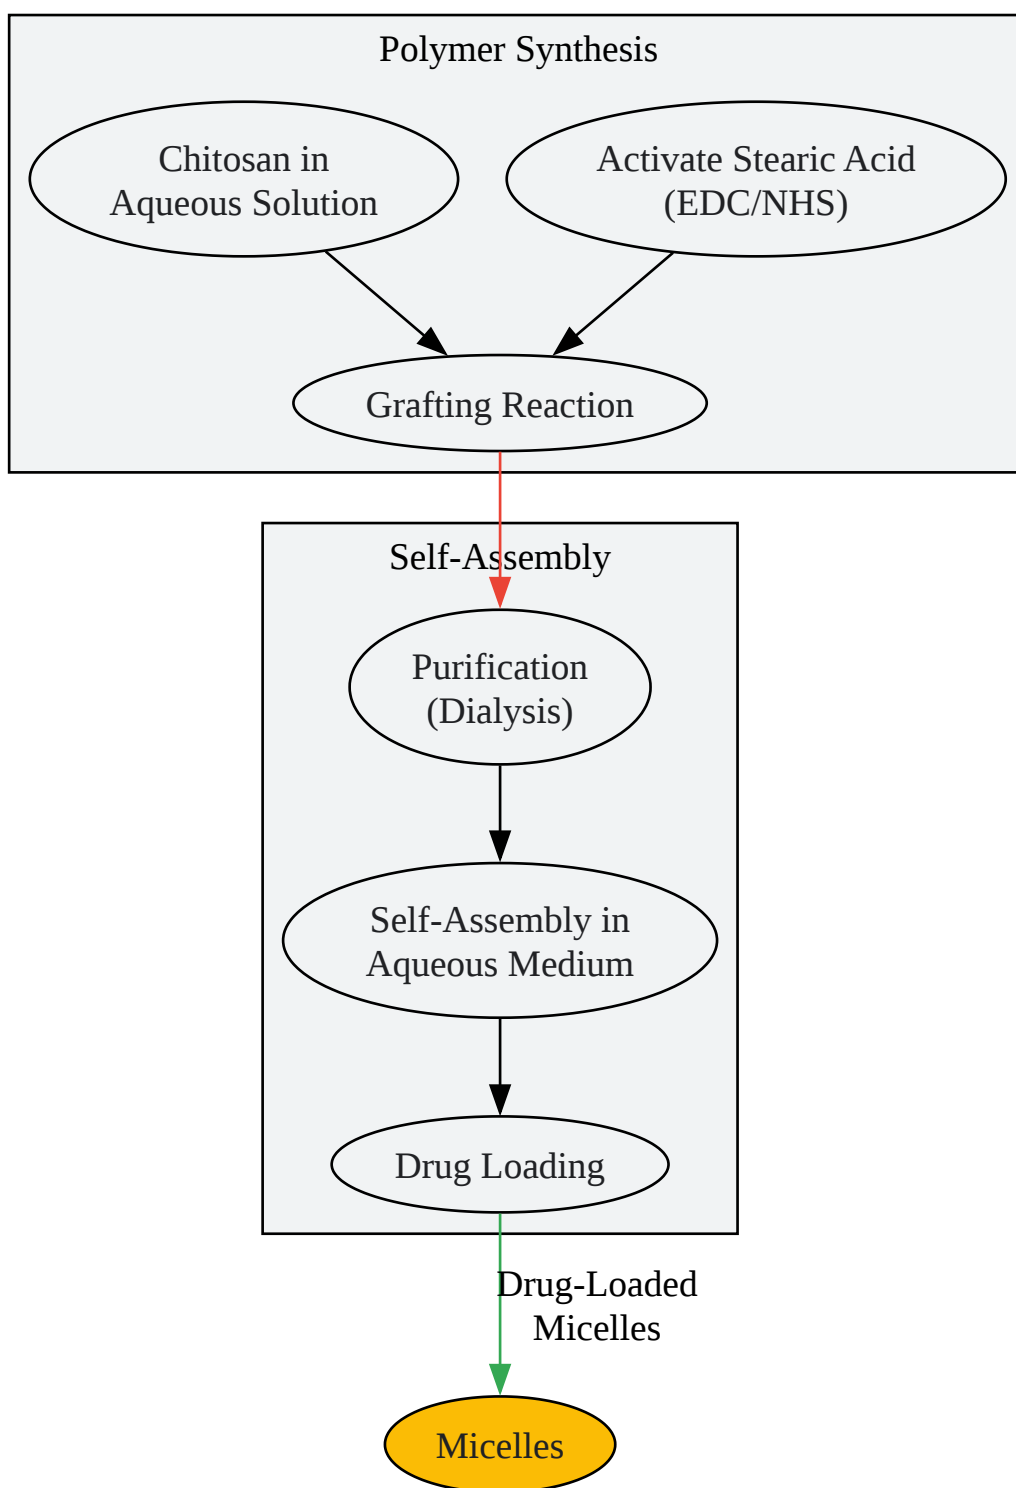 Polymer Synthesis
Chitosan in
Aqueous Solution
Activate Stearic Acid
(EDC/NHS)
Grafting Reaction
Self-Assembly
Purification
(Dialysis)
Self-Assembly in
Aqueous Medium
Drug Loading
Drug-Loaded
Micelles
Micelles